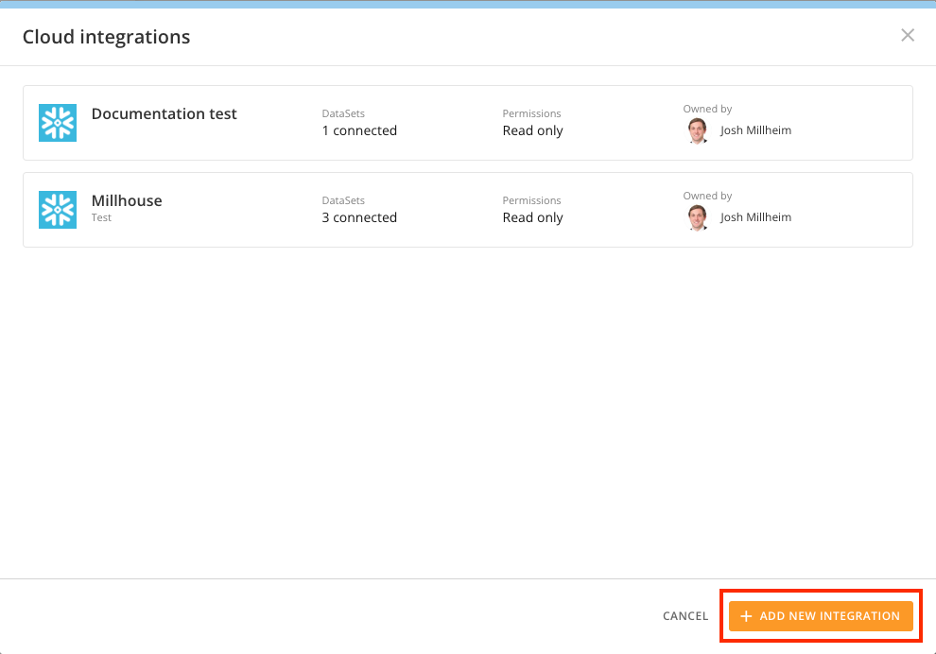 Cloud integrations
Documentation test
DataSets
1 connected
Permissions
Read only
Owned by
Josh Millheim
Millhouse
Test
DataSets
3 connected
Permissions
Read only
Owned by
Josh Millheim
CANCEL
+ ADD NEW INTEGRATION